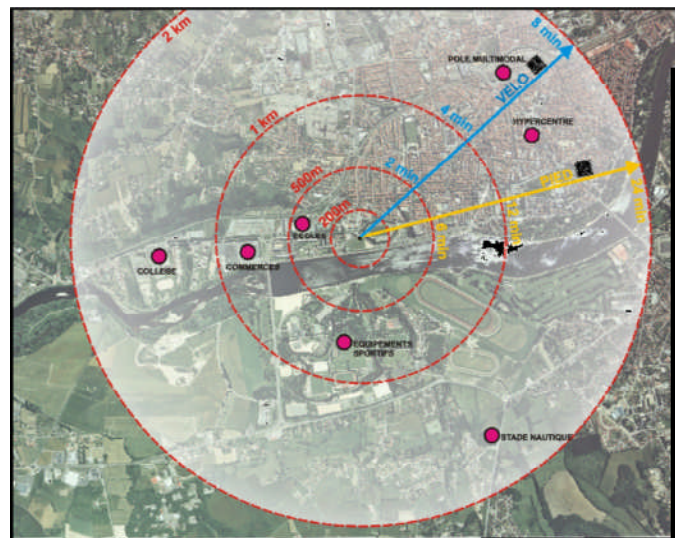 2 km
8 min
POLE MULTIMODAL
VÉLO
1 km
4 min
HYPERCENTRE
500m
2 min
PIED
24 min
200m
ECOLES
12 min
6 min
COLLEGE
COMMERCES
EQUIPEMENTS
SPORTIFS
STADE NAUTIQUE